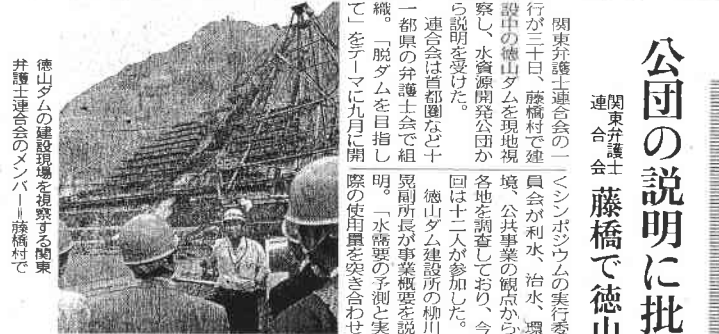 公団の説明に批
関東弁護士
連合会
藤橋で徳山
関東弁護士連合会の一
行が三十日、藤橋村で建
設中の徳山ダムを現地視
察し、水資源開発公団か
ら説明を受けた。
連合会は首都圏など十
一都県の弁護士会で組
織。「脱ダムを目指し
て」をテーマに九月に開
くシンポジウムの実行委
員会が利水、治水、環
境、公共事業の観点から
各地を調査しており、今
回は十二人が参加した。
徳山ダム建設所の柳川
晃副所長が事業概要を説
明。「水需要の予測と実
際の使用量を突き合わせ
徳山ダムの建設現場を視察する関東
弁護士連合会のメンバー＝藤橋村で